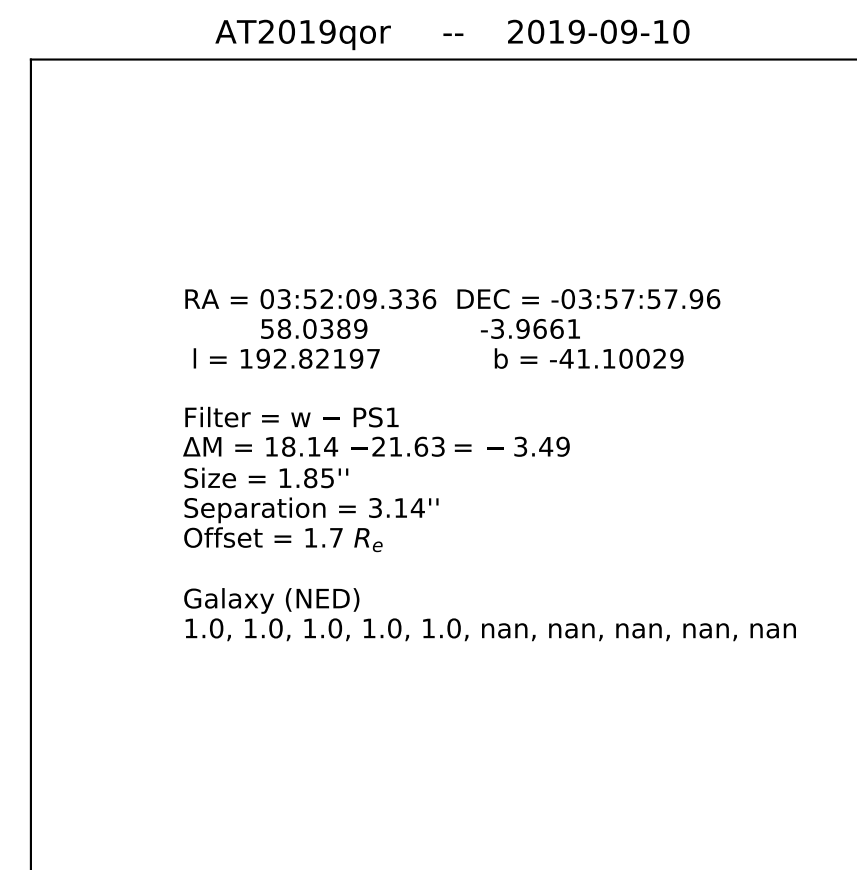 AT2019qor -- 2019-09-10
RA = 03:52:09.336 DEC = -03:57:57.96
58.0389 -3.9661
l = 192.82197 b = -41.10029
Filter = w − PS1
ΔM = 18.14 −21.63 = − 3.49
Size = 1.85''
Separation = 3.14''
Offset = 1.7 Re
Galaxy (NED)
1.0, 1.0, 1.0, 1.0, 1.0, nan, nan, nan, nan, nan